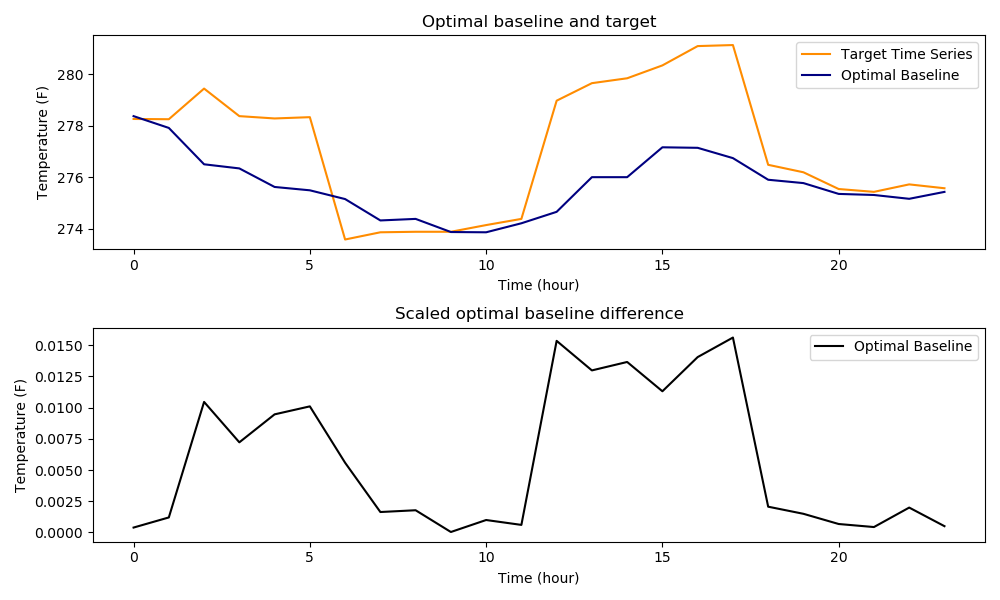 Optimal baseline and target
Temperature (F)
280
278
276
274
Target Time Series
Optimal Baseline
0 5 10 15 20
Time (hour)
Scaled optimal baseline difference
Temperature (F)
0.0150
0.0125
0.0100
0.0075
0.0050
0.0025
0.0000
Optimal Baseline
0 5 10 15 20
Time (hour)